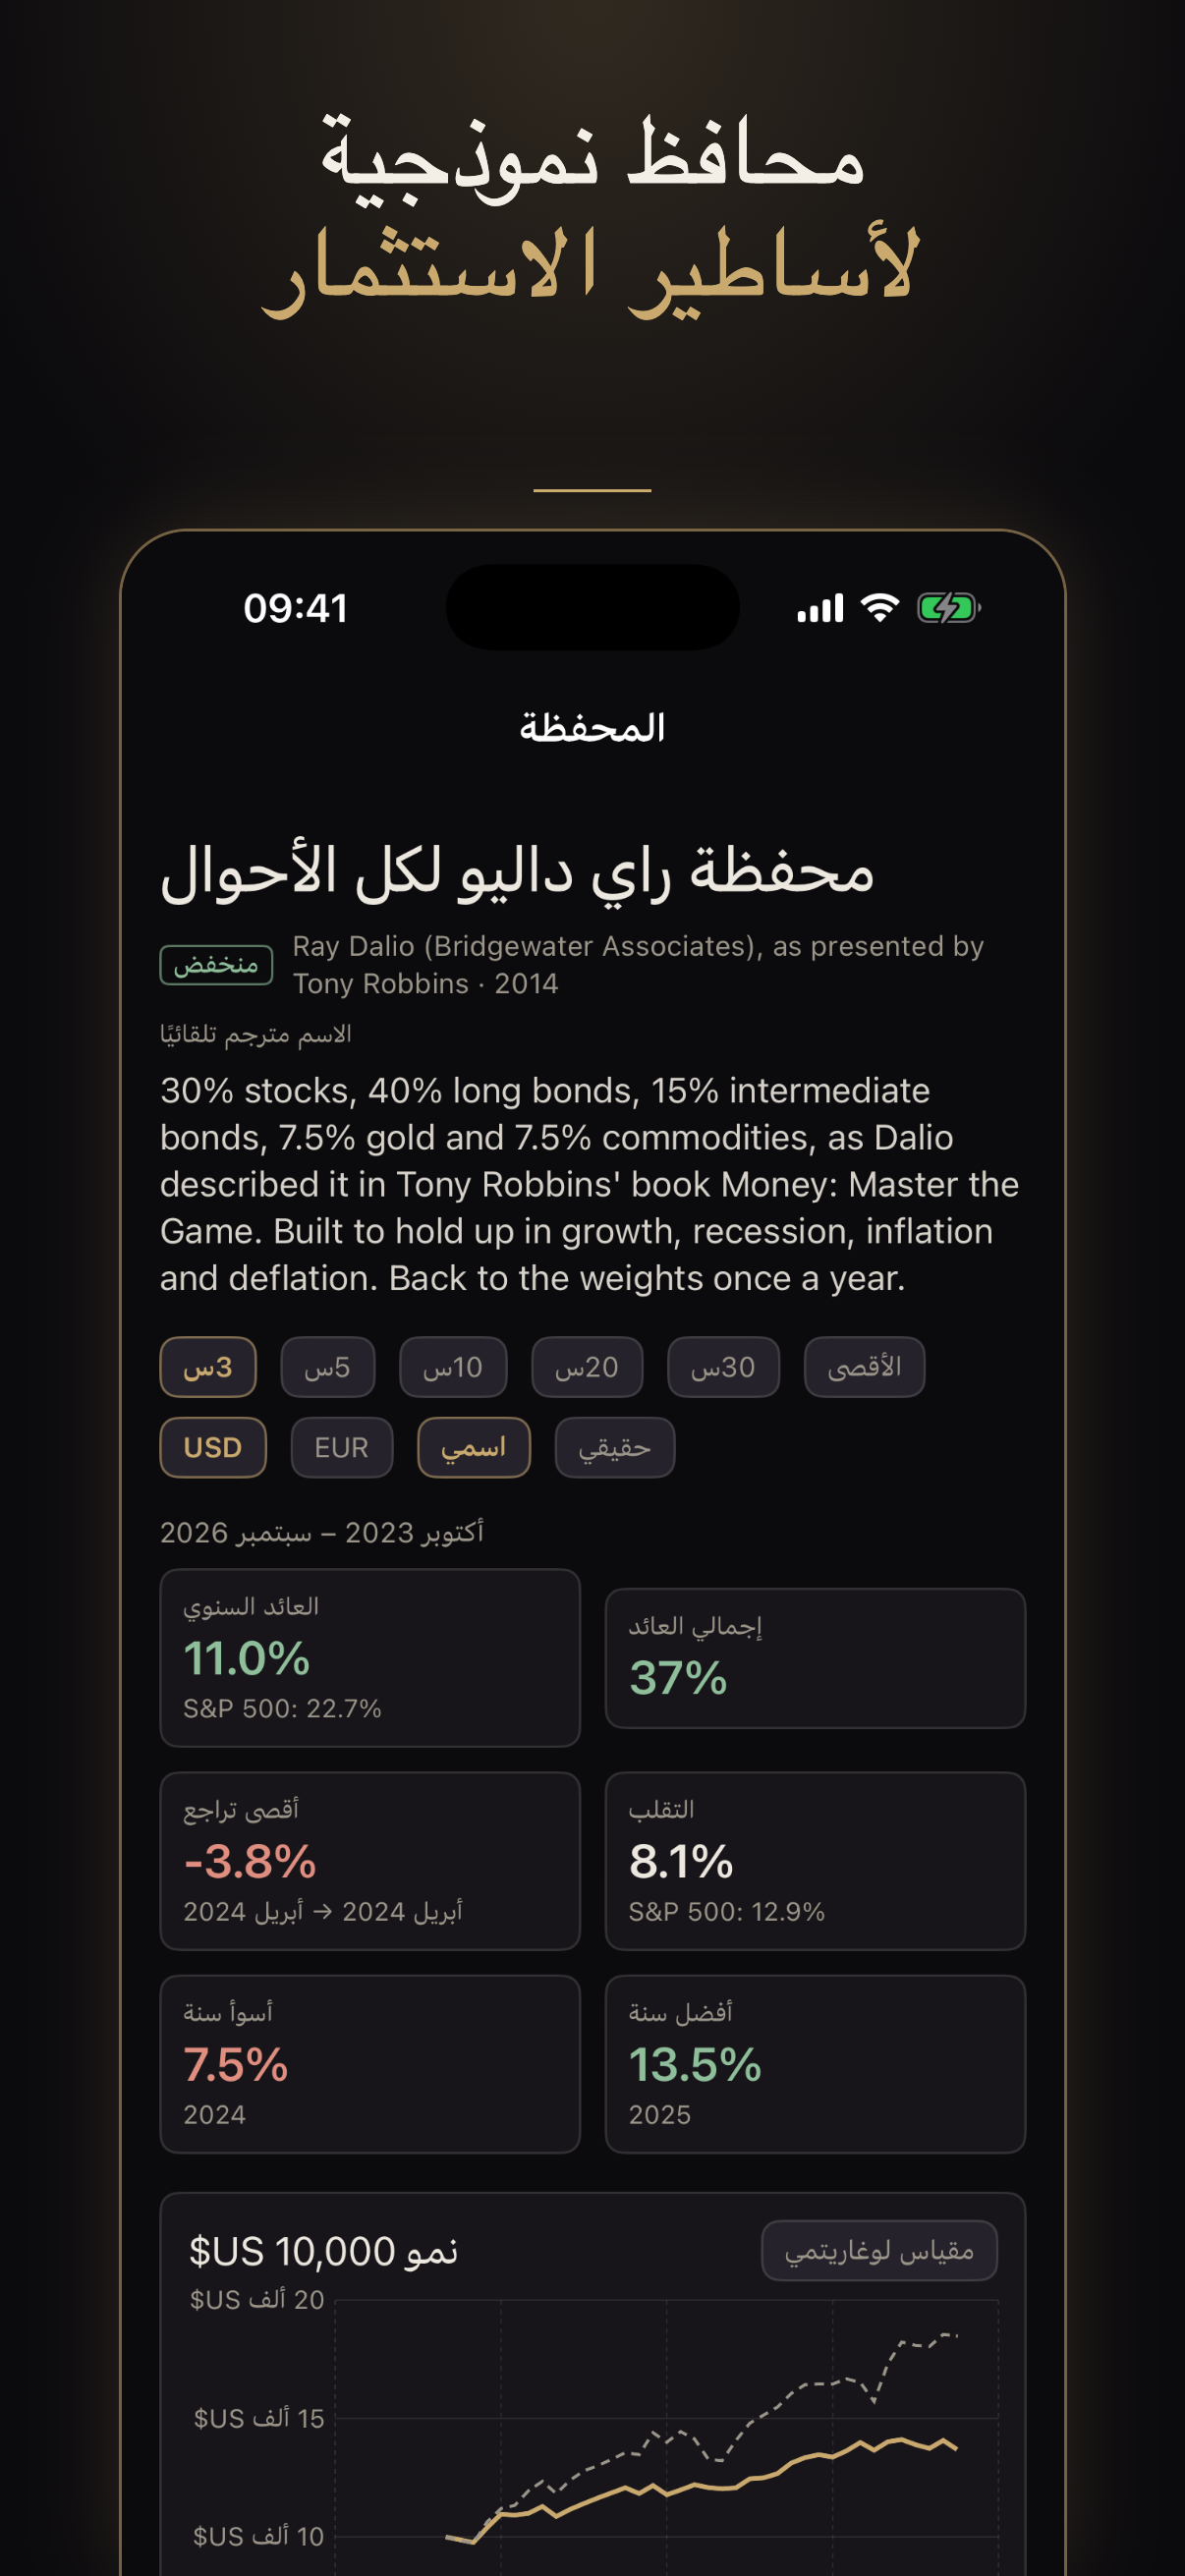 محافظ نموذجية
لأساطير الاستثمار
09:41
المحفظة
محفظة راي داليو لكل الأحوال
منخفض
Ray Dalio (Bridgewater Associates), as presented by
Tony Robbins · 2014
الاسم مترجم تلقائيًا
30% stocks, 40% long bonds, 15% intermediate
bonds, 7.5% gold and 7.5% commodities, as Dalio
described it in Tony Robbins' book Money: Master the
Game. Built to hold up in growth, recession, inflation
and deflation. Back to the weights once a year.
3س 5س 10س 20س 30س الأقصى
USD EUR اسمي حقيقي
أكتوبر 2023 – سبتمبر 2026
العائد السنوي
11.0%
S&P 500: 22.7%
إجمالي العائد
37%
أقصى تراجع
-3.8%
أبريل 2024 → أبريل 2024
التقلب
8.1%
S&P 500: 12.9%
أسوأ سنة
7.5%
2024
أفضل سنة
13.5%
2025
نمو 10,000 US$
مقياس لوغاريتمي
20 ألف US$
15 ألف US$
10 ألف US$